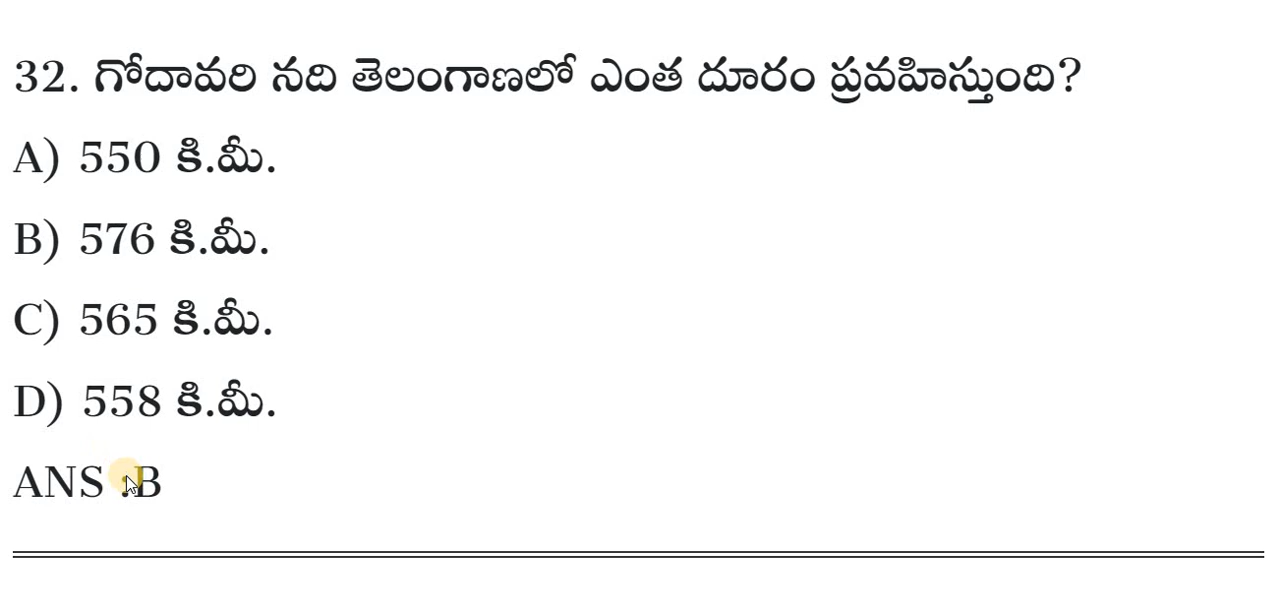 32. గోదావరి నది తెలంగాణలో ఎంత దూరం ప్రవహిస్తుంది?
A) 550 కి.మీ.
B) 576 కి.మీ.
C) 565 కి.మీ.
D) 558 కి.మీ.
ANS :B